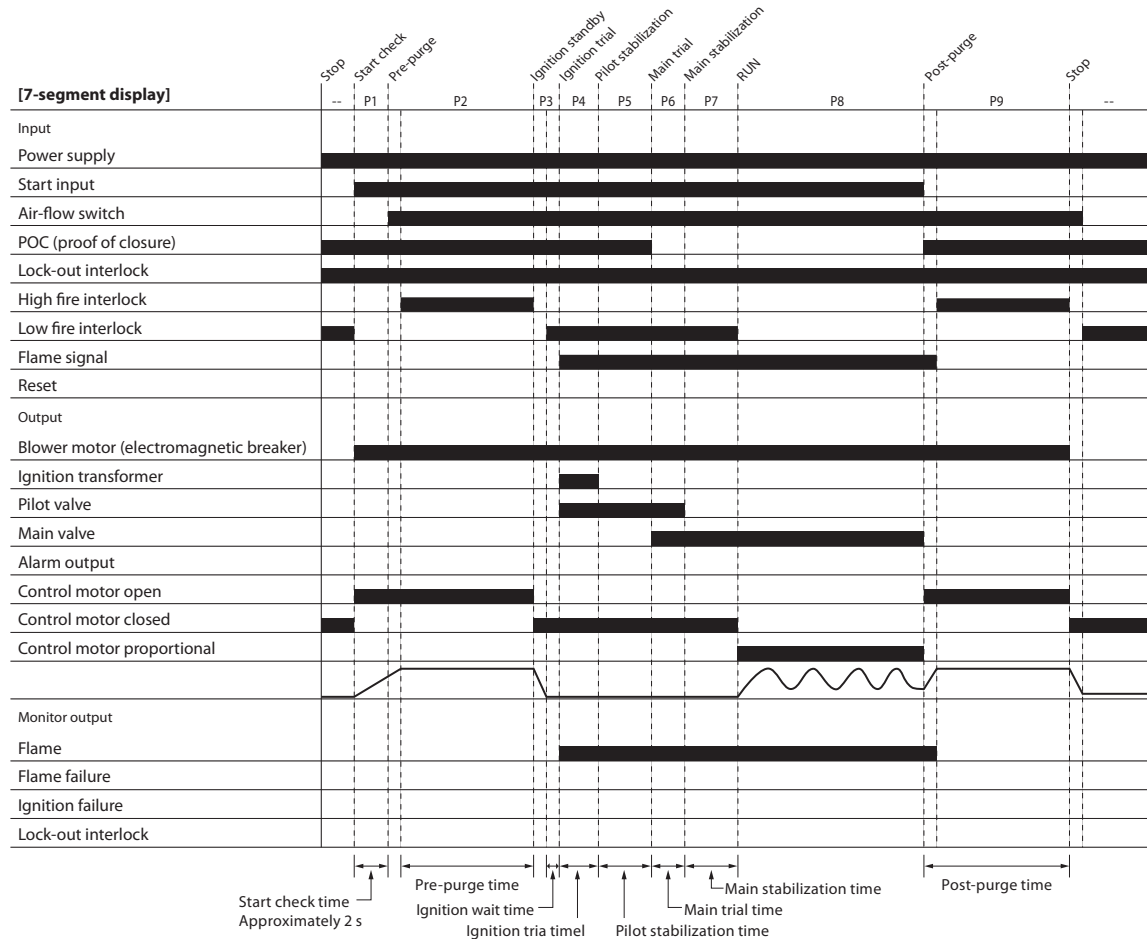 Stop
Start check
Pre-purge
Ignition standby
Ignition trial
Pilot stabilization
Main trial
Main stabilization
RUN
Post-purge
Stop
[7-segment display]
-- P1 P2 P3 P4 P5 P6 P7 P8 P9 --
Input
Power supply
Start input
Air-flow switch
POC (proof of closure)
Lock-out interlock
High fire interlock
Low fire interlock
Flame signal
Reset
Output
Blower motor (electromagnetic breaker)
Ignition transformer
Pilot valve
Main valve
Alarm output
Control motor open
Control motor closed
Control motor proportional
Monitor output
Flame
Flame failure
Ignition failure
Lock-out interlock
Start check time
Approximately 2 s
Pre-purge time
Ignition wait time
Ignition tria timel
Pilot stabilization time
Main trial time
Main stabilization time
Post-purge time